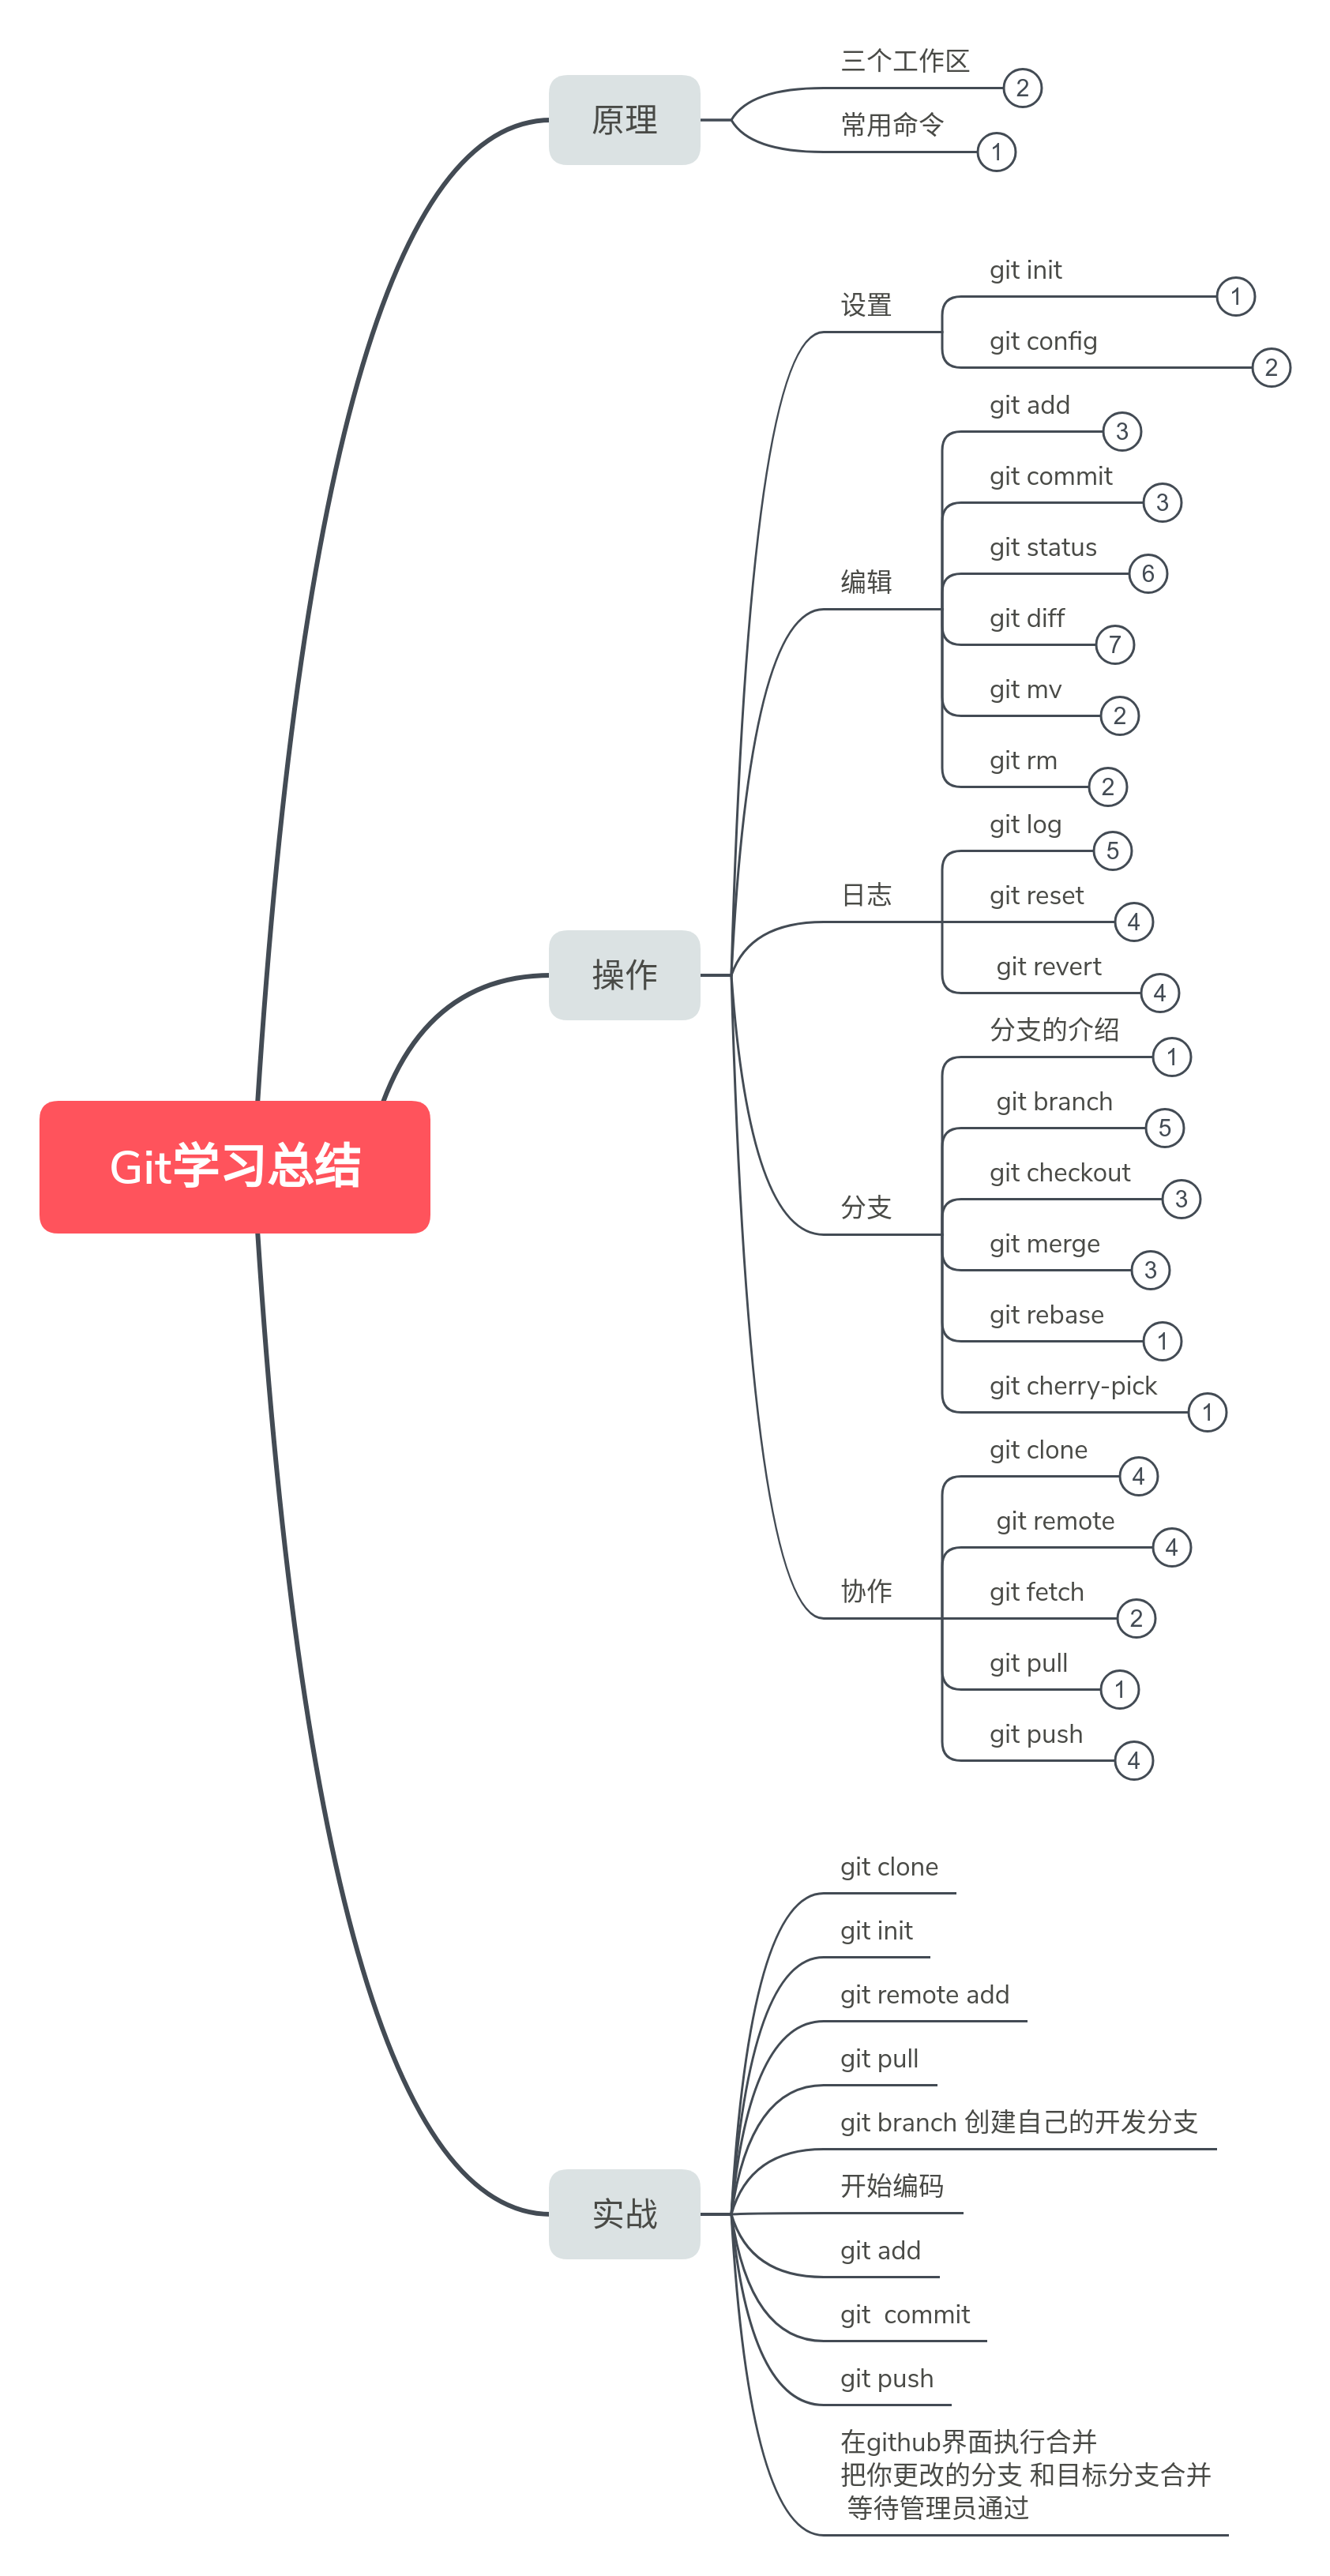 Git学习总结
原理
三个工作区
2
常用命令
1
操作
设置
git init
1
git config
2
编辑
git add
3
git commit
3
git status
6
git diff
7
git mv
2
git rm
2
日志
git log
5
git reset
4
git revert
4
分支
分支的介绍
1
git branch
5
git checkout
3
git merge
3
git rebase
1
git cherry-pick
1
协作
git clone
4
git remote
4
git fetch
2
git pull
1
git push
4
实战
git clone
git init
git remote add
git pull
git branch 创建自己的开发分支
开始编码
git add
git  commit
git push
在github界面执行合并
把你更改的分支 和目标分支合并
等待管理员通过